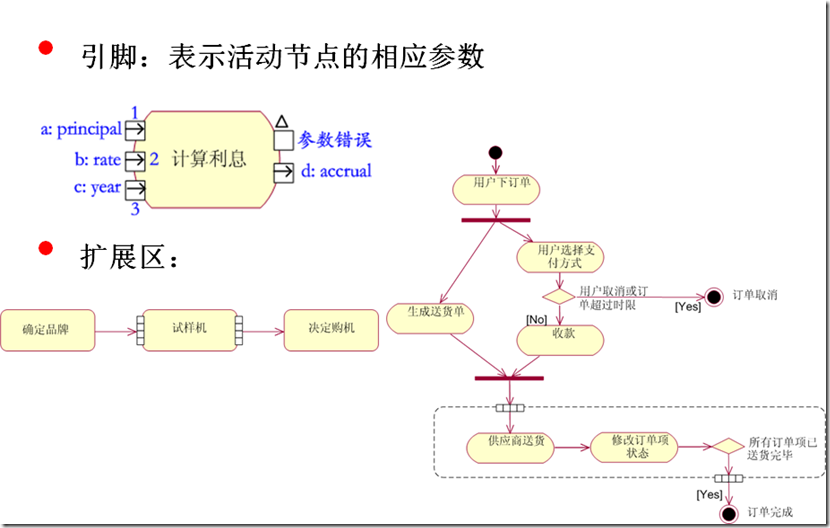 引脚：表示活动节点的相应参数
1
a: principal
b: rate
2
c: year
3
计算利息
参数错误
d: accrual
扩展区：
确定品牌
试样机
决定购机
用户下订单
用户选择支
付方式
用户取消或订
单超过时限
[Yes]
订单取消
[No]
生成送货单
收款
供应商送货
修改订单项
状态
所有订单项已
送货完毕
[Yes]
订单完成